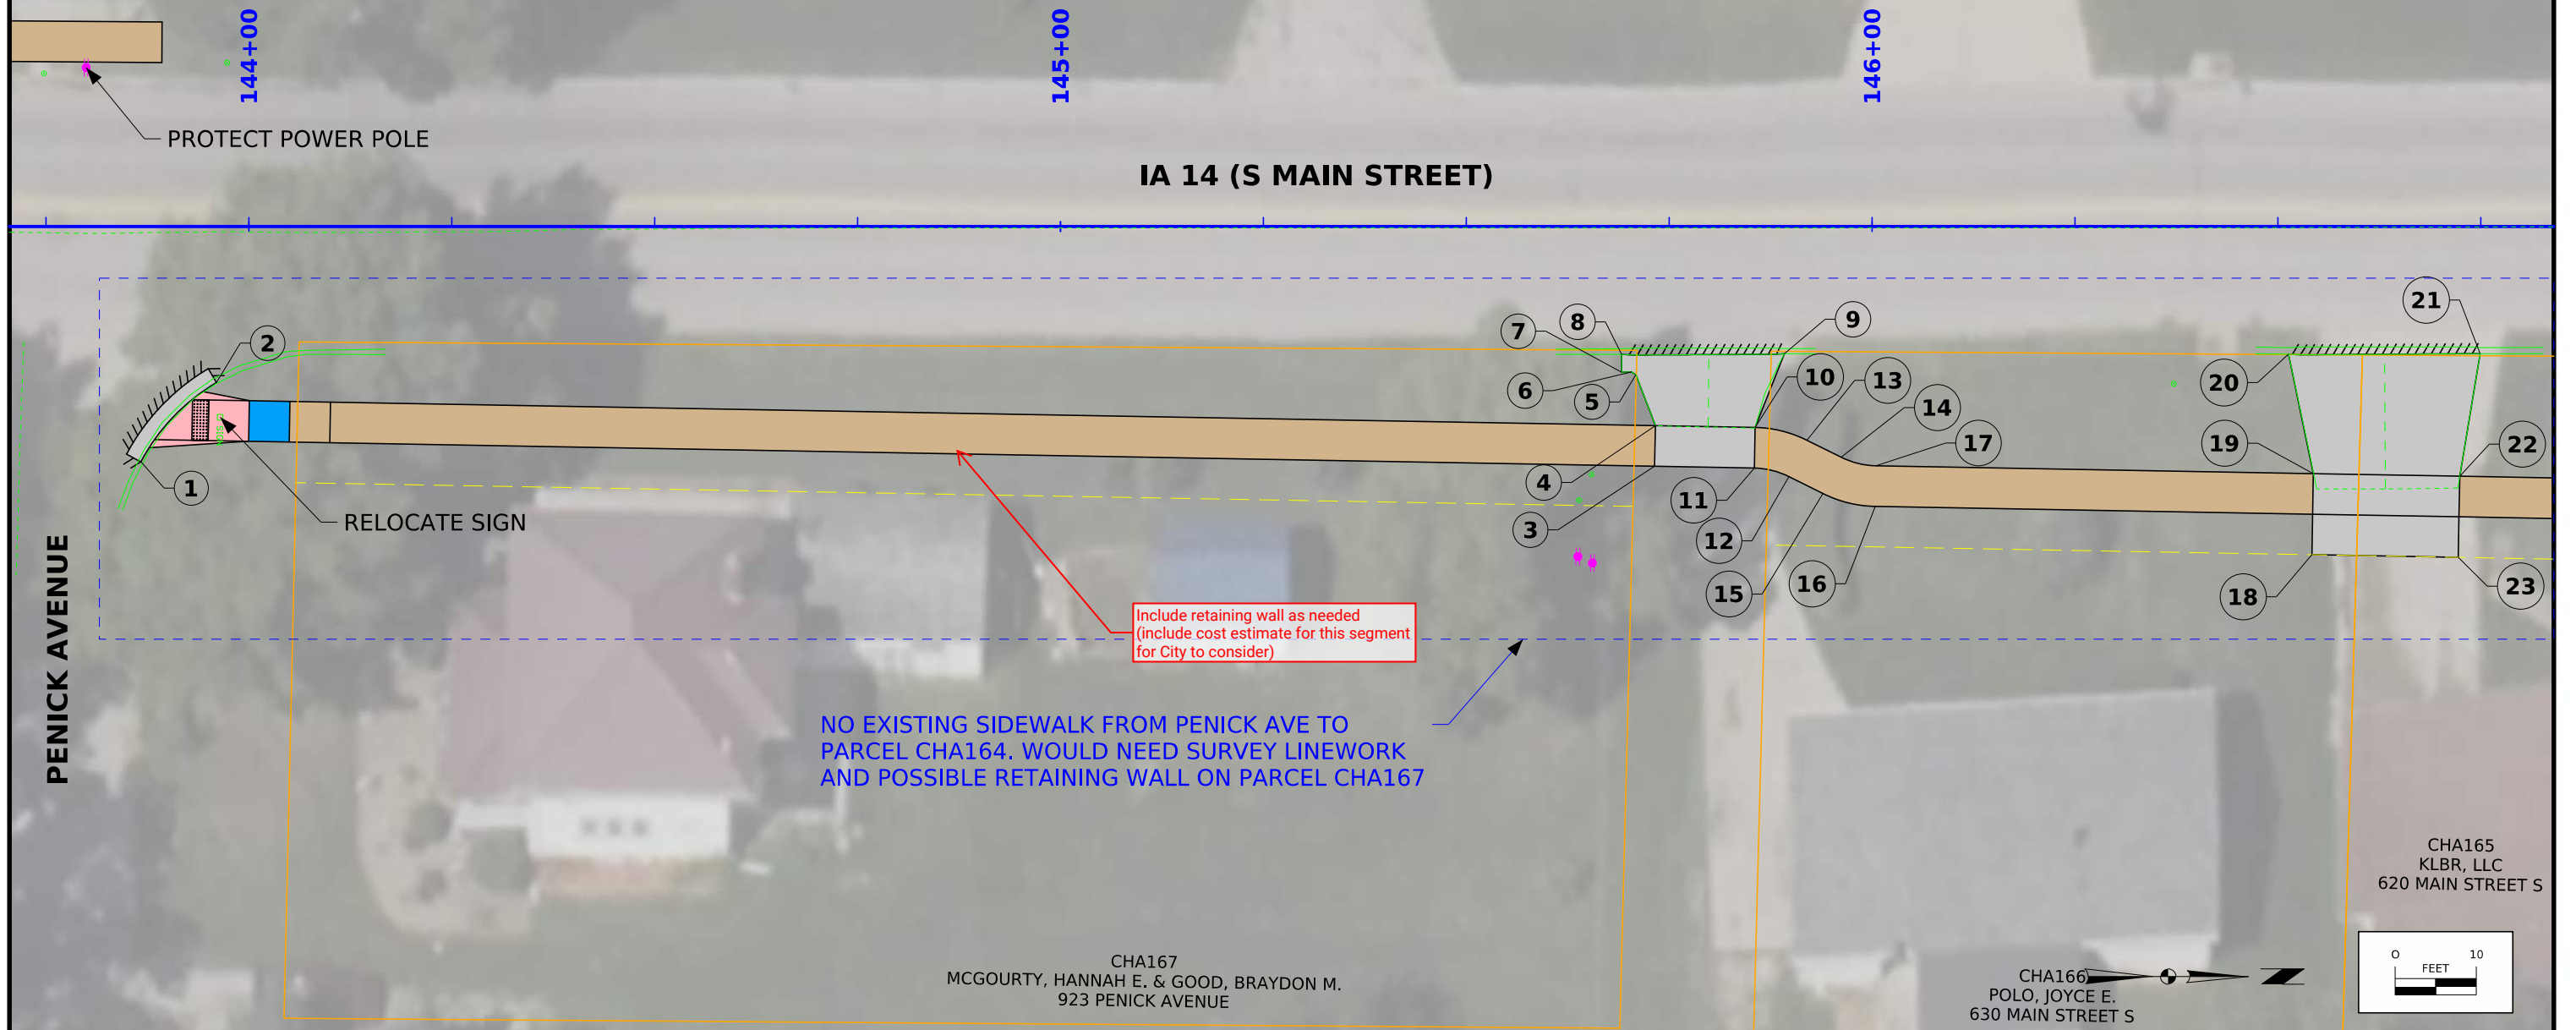 144+00
145+00
146+00
PROTECT POWER POLE
IA 14 (S MAIN STREET)
21
8
9
7
2
10
13
6
5
20
14
17
19
22
4
1
11
RELOCATE SIGN
3
12
SIGN
PENICK AVENUE
16
15
18
23
Include retaining wall as needed
(include cost estimate for this segment
for City to consider)
NO EXISTING SIDEWALK FROM PENICK AVE TO
PARCEL CHA164. WOULD NEED SURVEY LINEWORK
AND POSSIBLE RETAINING WALL ON PARCEL CHA167
CHA165
KLBR, LLC
620 MAIN STREET S
CHA167
MCGOURTY, HANNAH E. & GOOD, BRAYDON M.
923 PENICK AVENUE
CHA166
POLO, JOYCE E.
630 MAIN STREET S
0 10
FEET